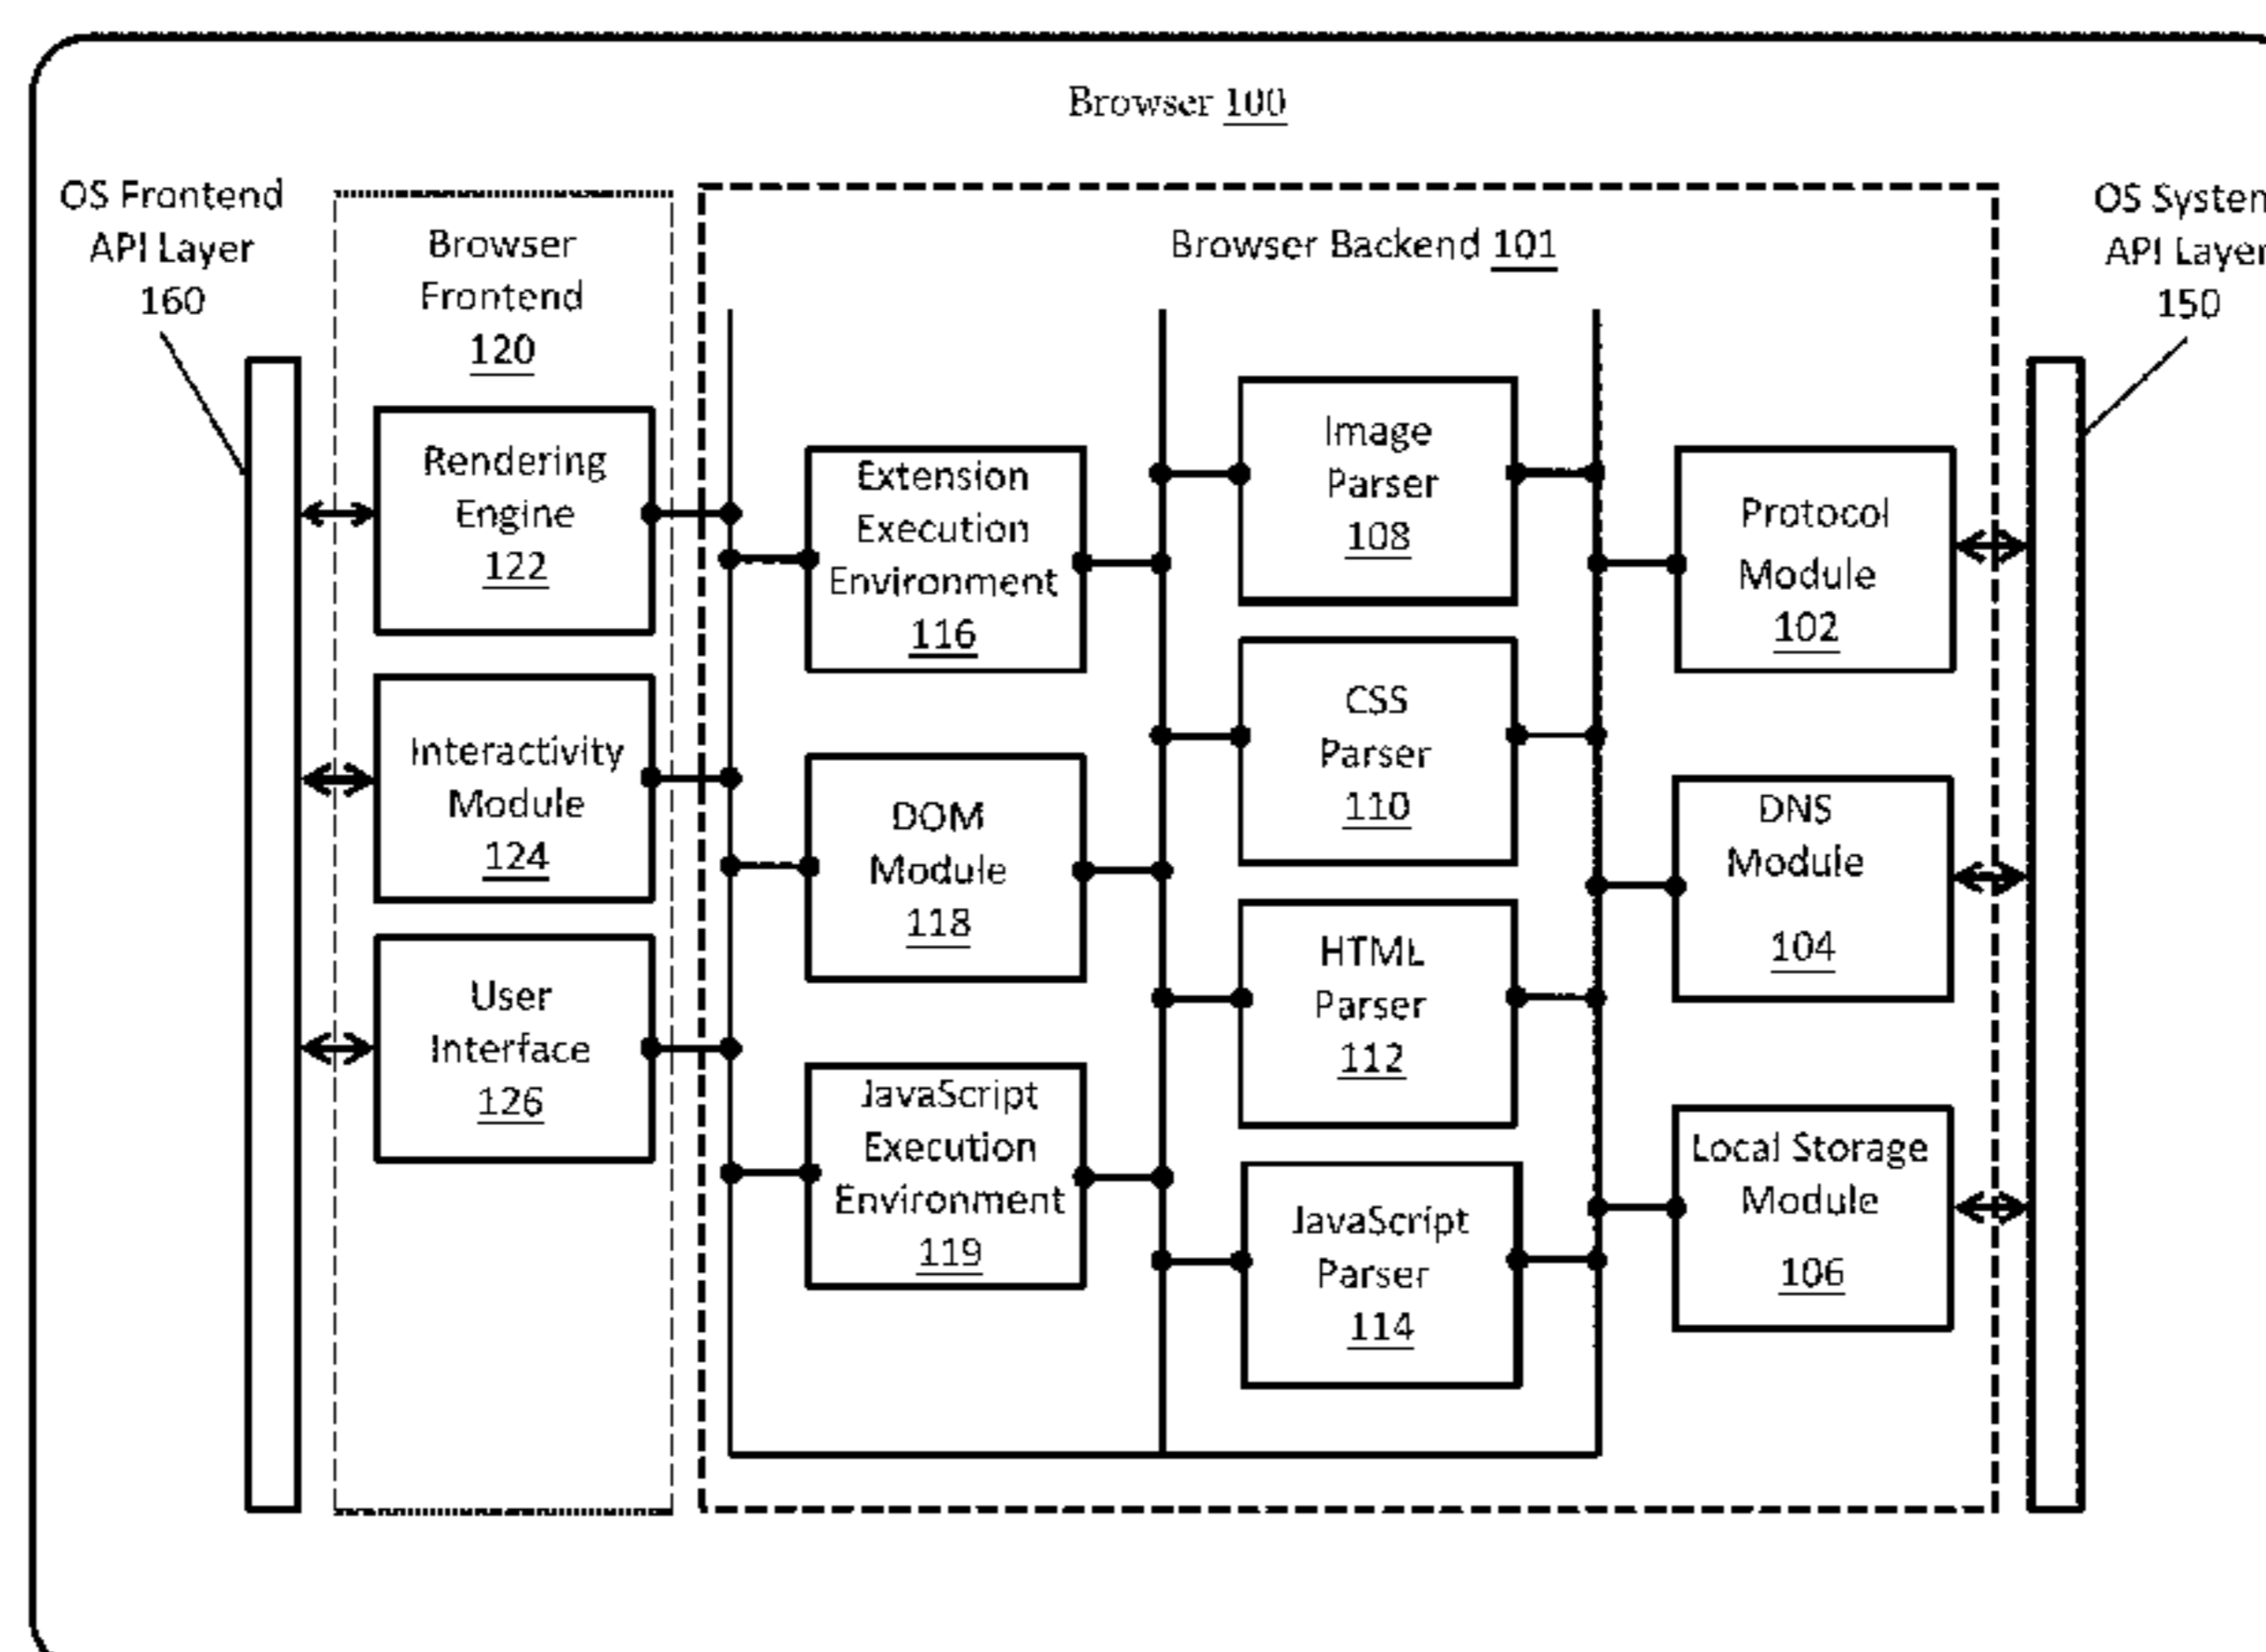 Browser 100
OS Frontend
API Layer
160
Browser
Frontend
120
Rendering
Engine
122
Interactivity
Module
124
User
Interface
126
Browser Backend 101
Extension
Execution
Environment
116
DOM
Module
118
JavaScript
Execution
Environment
119
Image
Parser
108
CSS
Parser
110
HTML
Parser
112
JavaScript
Parser
114
Protocol
Module
102
DNS
Module
104
Local Storage
Module
106
OS System
API Layer
150